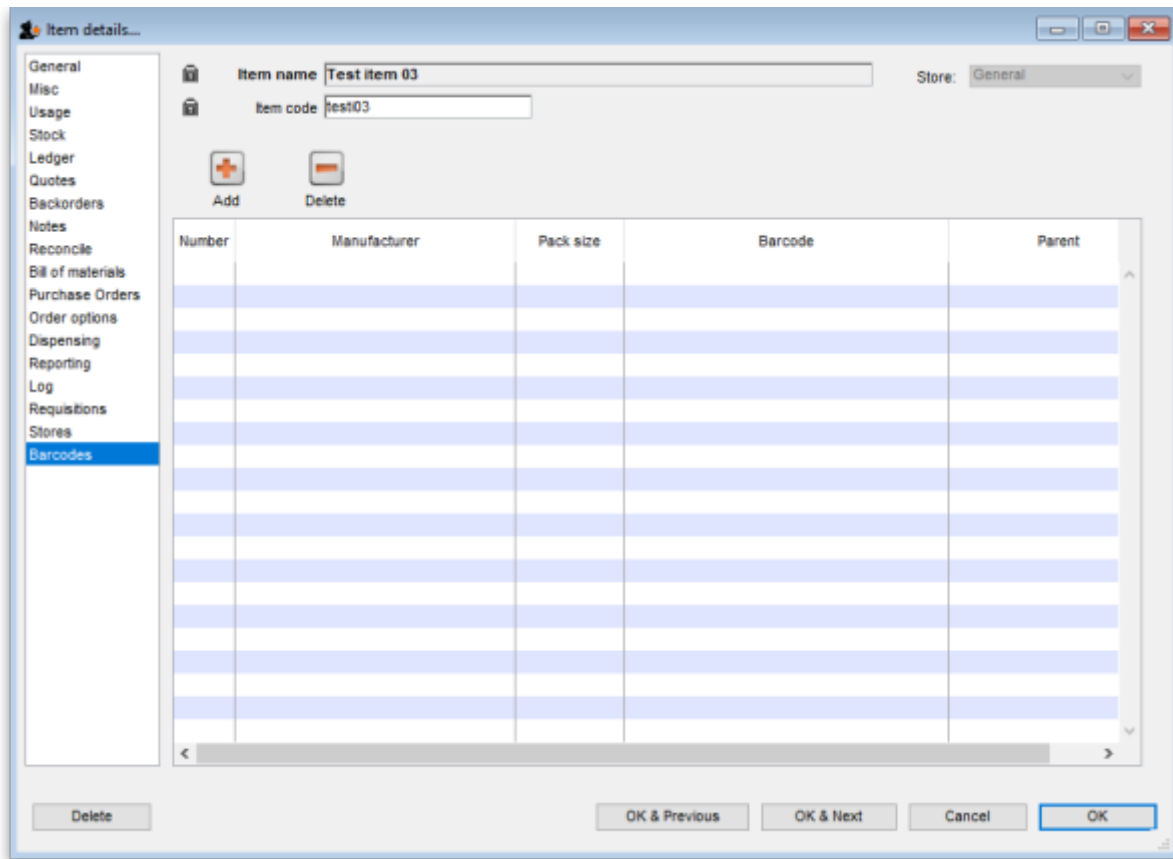 Item details...
General
Misc
Usage
Stock
Ledger
Quotes
Backorders
Notes
Reconcile
Bill of materials
Purchase Orders
Order options
Dispensing
Reporting
Log
Requisitions
Stores
Barcodes
Item name Test item 03 Store: General
Item code testi03
Add Delete
Number Manufacturer Pack size Barcode Parent
Delete OK & Previous OK & Next Cancel OK